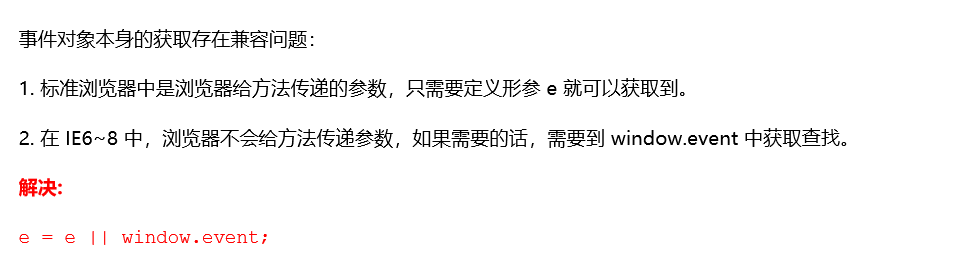 事件对象本身的获取存在兼容问题：
1. 标准浏览器中是浏览器给方法传递的参数，只需要定义形参 e 就可以获取到。
2. 在 IE6~8 中，浏览器不会给方法传递参数，如果需要的话，需要到 window.event 中获取查找。
解决:
e = e || window.event;